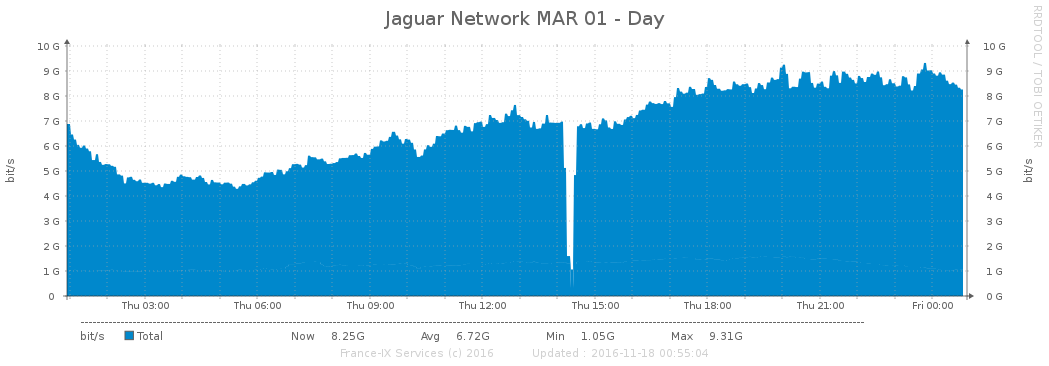 Jaguar Network MAR 01 - Day
RRDTOOL / TOBI OETIKER
bit/s
bit/s
10 G 10 G
9 G 9 G
8 G 8 G
7 G 7 G
6 G 6 G
5 G 5 G
4 G 4 G
3 G 3 G
2 G 2 G
1 G 1 G
0 0 G
Thu 03:00 Thu 06:00 Thu 09:00 Thu 12:00 Thu 15:00 Thu 18:00 Thu 21:00 Fri 00:00
bit/s Total Now 8.25G Avg 6.72G Min 1.05G Max 9.31G
France-IX Services (c) 2016 Updated : 2016-11-18 00:55:04